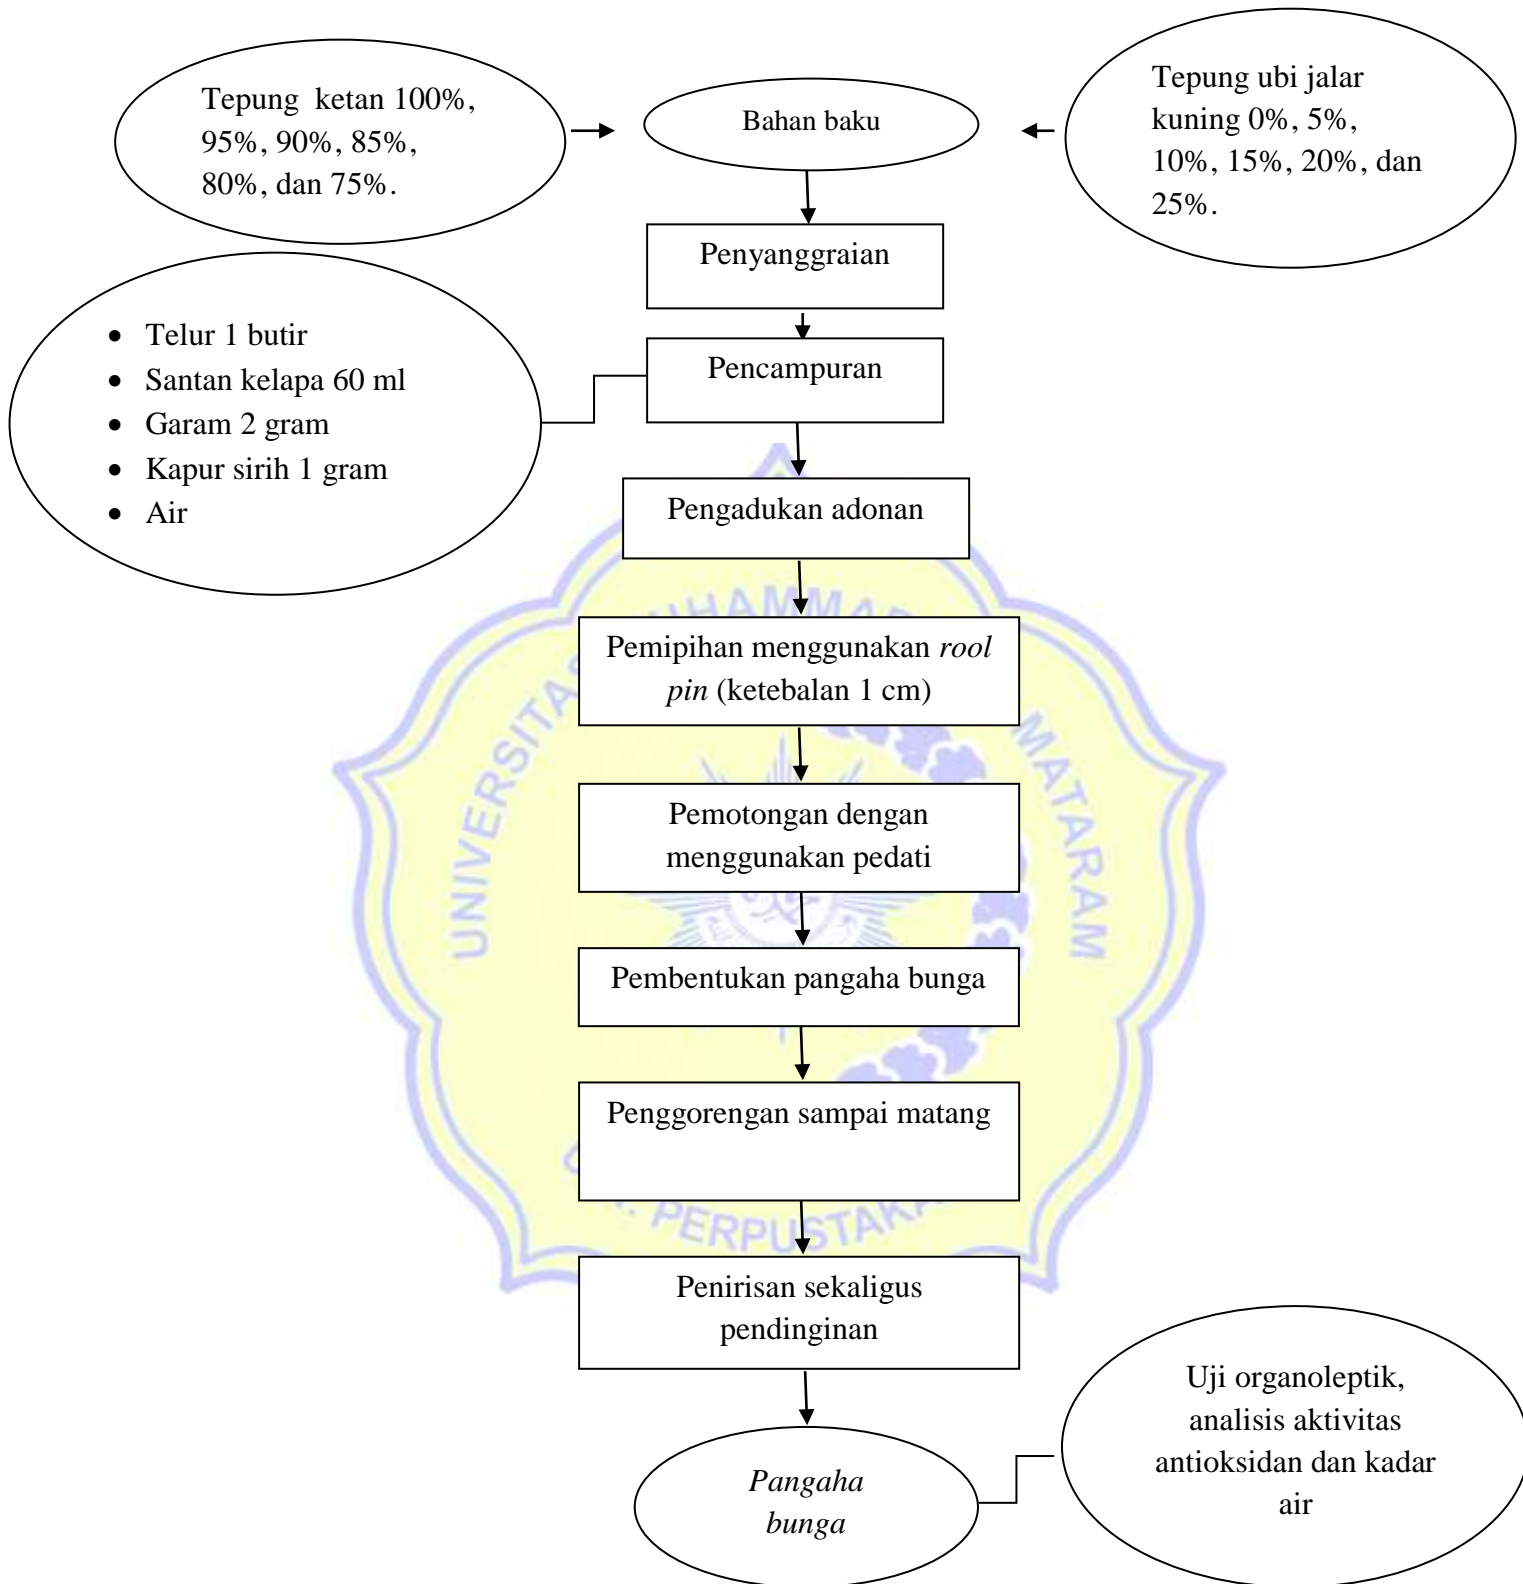 Tepung ketan 100%,
95%, 90%, 85%,
80%, dan 75%.
Bahan baku
Tepung ubi jalar
kuning 0%, 5%,
10%, 15%, 20%, dan
25%.
Penyanggraian
• Telur 1 butir
• Santan kelapa 60 ml
• Garam 2 gram
• Kapur sirih 1 gram
• Air
Pencampuran
Pengadukan adonan
Pemipihan menggunakan rool
pin (ketebalan 1 cm)
Pemotongan dengan
menggunakan pedati
Pembentukan pangaha bunga
Penggorengan sampai matang
Penirisan sekaligus
pendinginan
Pangaha
bunga
Uji organoleptik,
analisis aktivitas
antioksidan dan kadar
air
MATARAM